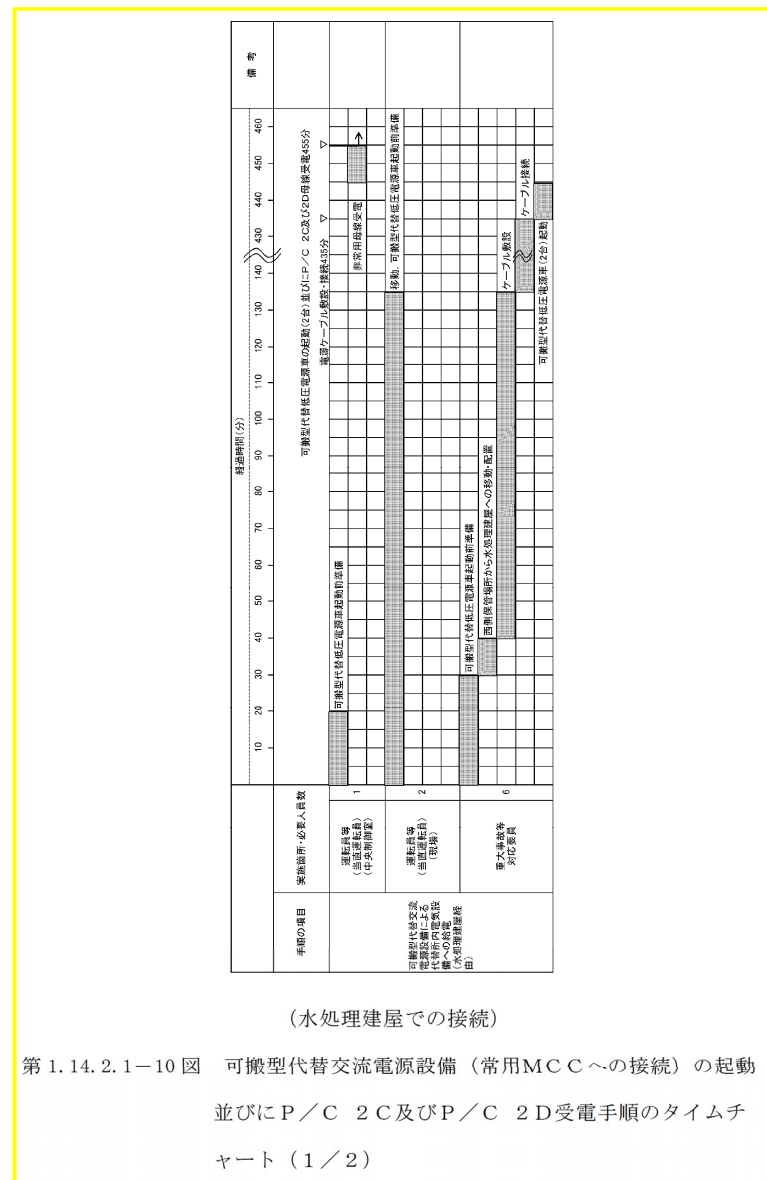 手順の項目
実施箇所・必要人員数
経過時間(分)
備 考
10 20 30 40 50 60 70 80 90 100 110 120 130 140 430 440 450 460
可搬型代替低圧電源車の起動(2台)並びにP/C 2C及び2D母線受電455分
▽
電源ケーブル敷設・接続435分
▽
可搬型代替交流
電源設備による
代替所内電気設
備への給電
(水処理建屋経
由)
運転員等
(当直運転員)
(中央制御室)
1
可搬型代替低圧電源車起動前準備
非常用母線受電
運転員等
(当直運転員)
(現場)
2
移動,可搬型代替低圧電源車起動前準備
重大事故等
対応要員
6
可搬型代替低圧電源車起動前準備
西側保管場所から水処理建屋への移動・配置
ケーブル敷設
ケーブル接続
可搬型代替低圧電源車(2台)起動
(水処理建屋での接続)
第1.14.2.1-10図 可搬型代替交流電源設備(常用MCCへの接続)の起動
並びにP/C 2C及びP/C 2D受電手順のタイムチ
ャート(1/2)